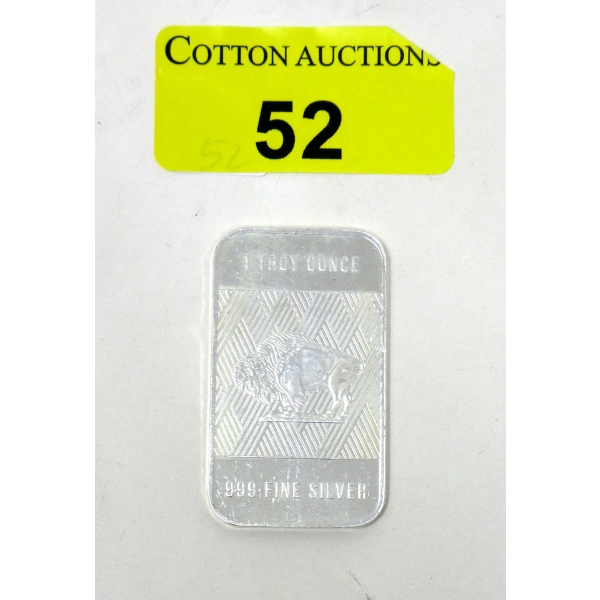 COTTON AUCTIONS
52
52
1 TROY OUNCE
999 FINE SILVER